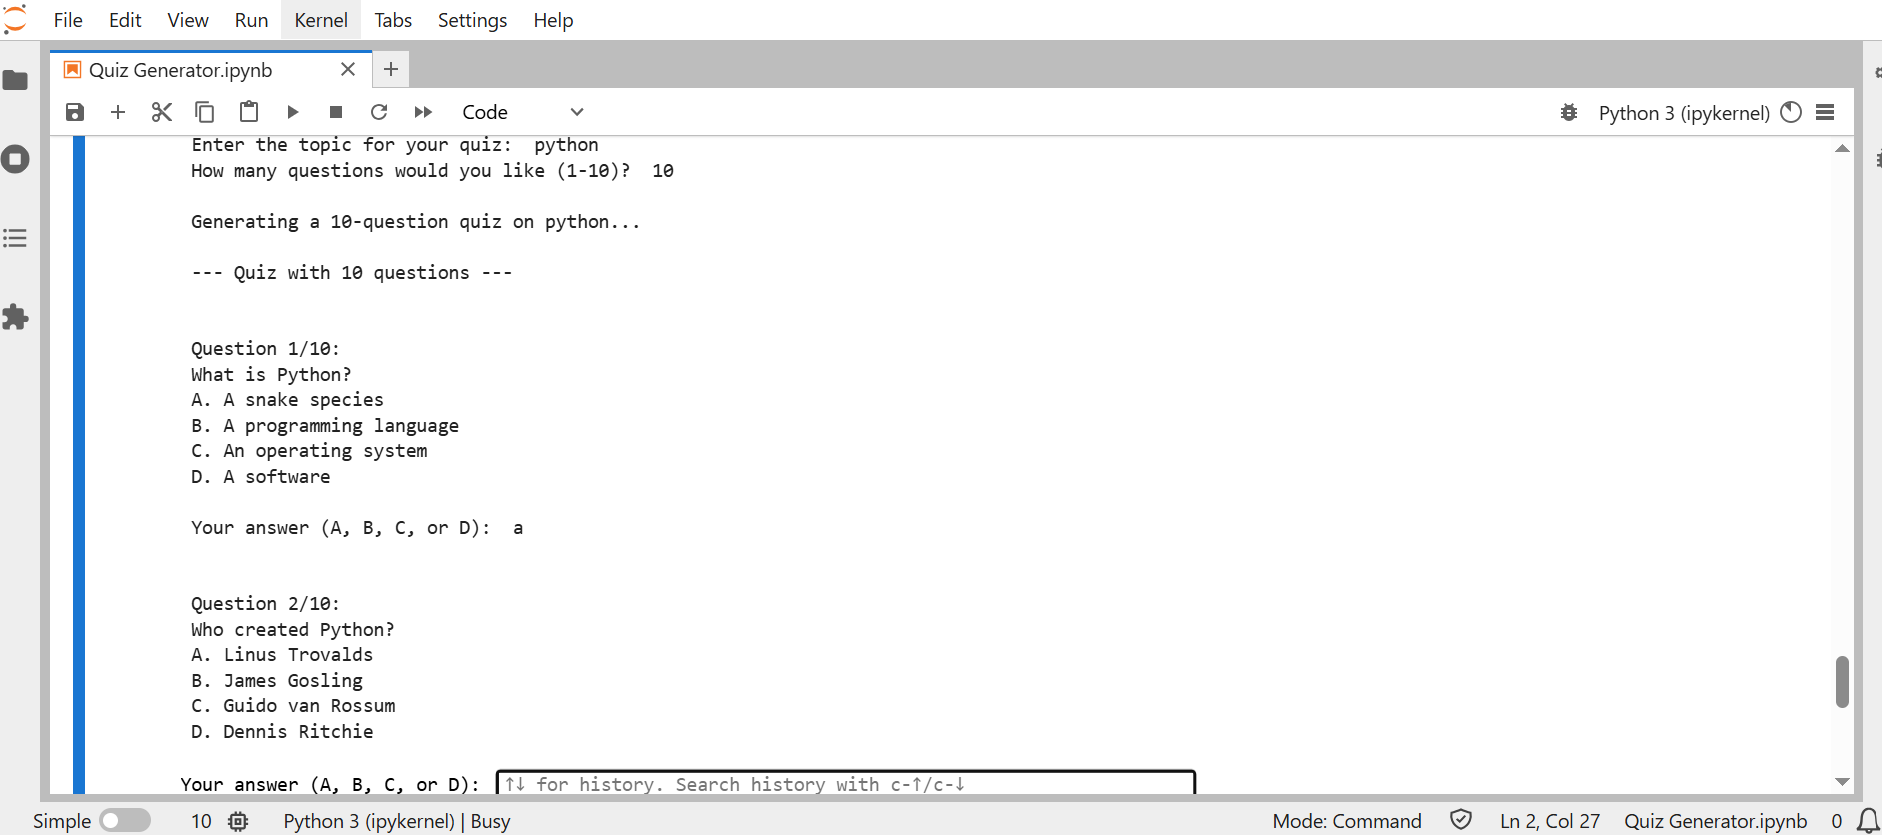 File Edit View Run Kernel Tabs Settings Help
Quiz Generator.ipynb
Code
Python 3 (ipykernel)
Enter the topic for your quiz: python
How many questions would you like (1-10)? 10
Generating a 10-question quiz on python...
--- Quiz with 10 questions ---
Question 1/10:
What is Python?
A. A snake species
B. A programming language
C. An operating system
D. A software
Your answer (A, B, C, or D): a
Question 2/10:
Who created Python?
A. Linus Trovalds
B. James Gosling
C. Guido van Rossum
D. Dennis Ritchie
Your answer (A, B, C, or D): ↑↓ for history. Search history with c-↑/c-↓
Simple 10 Python 3 (ipykernel) | Busy Mode: Command Ln 2, Col 27 Quiz Generator.ipynb 0